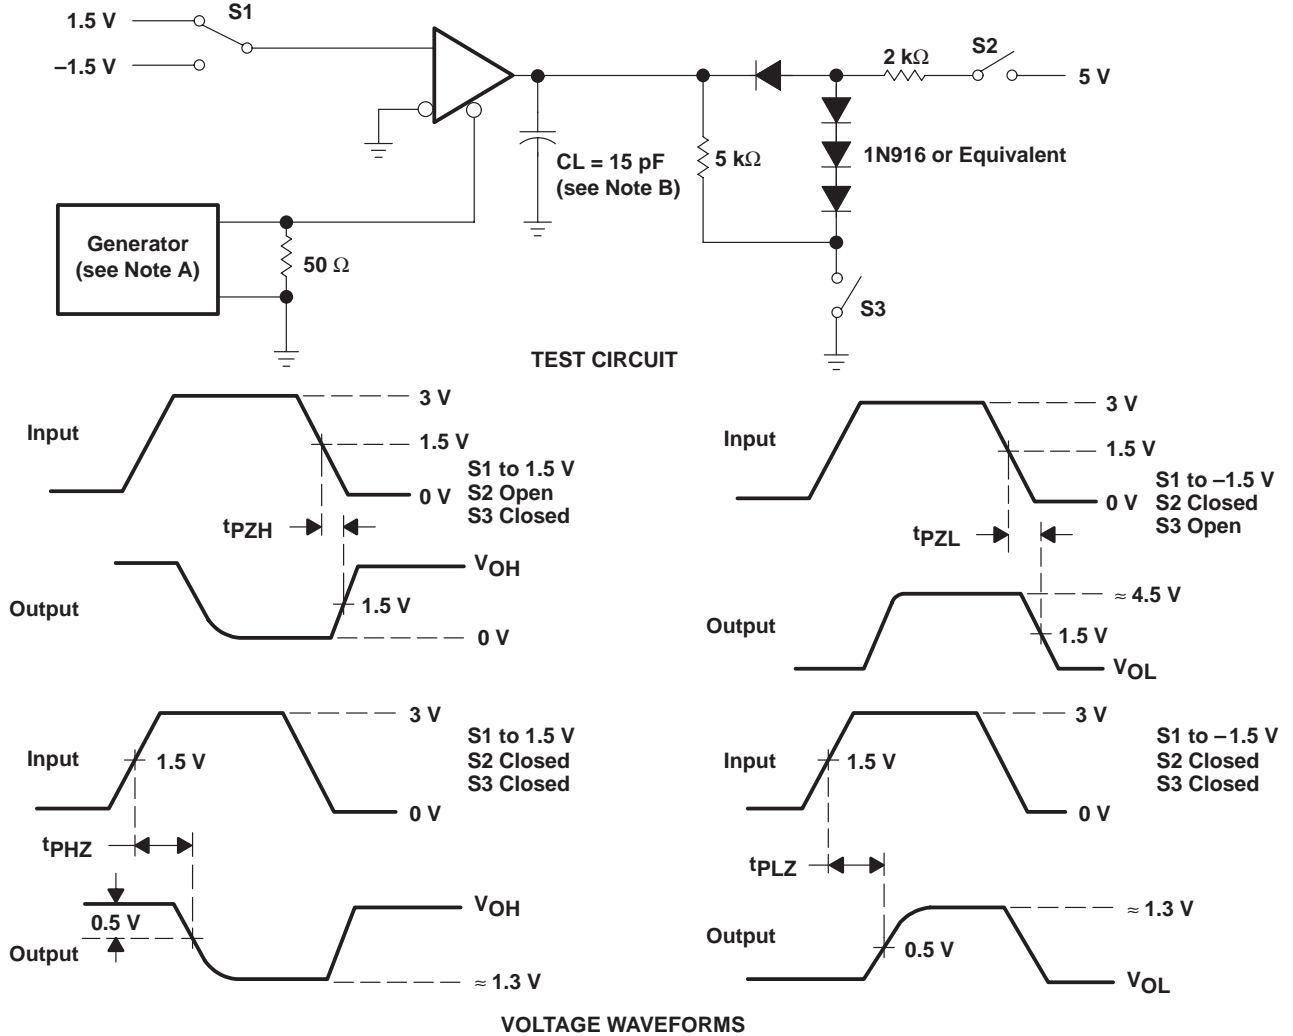 1.5 V
S1
–1.5 V
2 kΩ
S2
5 V
CL = 15 pF
(see Note B)
5 kΩ
1N916 or Equivalent
Generator
(see Note A)
50 Ω
S3
TEST CIRCUIT
Input
3 V
1.5 V
0 V
S1 to 1.5 V
S2 Open
S3 Closed
tPZH
Output
VOH
1.5 V
0 V
Input
3 V
1.5 V
0 V
S1 to –1.5 V
S2 Closed
S3 Open
tPZL
Output
≈ 4.5 V
1.5 V
VOL
Input
3 V
1.5 V
0 V
S1 to 1.5 V
S2 Closed
S3 Closed
tPHZ
0.5 V
Output
VOH
≈ 1.3 V
Input
3 V
1.5 V
0 V
S1 to –1.5 V
S2 Closed
S3 Closed
tPLZ
Output
≈ 1.3 V
0.5 V
VOL
VOLTAGE WAVEFORMS